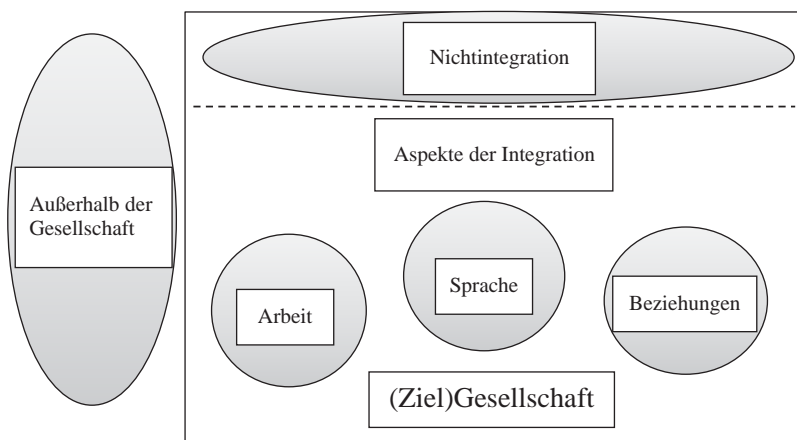 Nichtintegration
Aspekte der Integration
Außerhalb der
Gesellschaft
Arbeit
Sprache
Beziehungen
(Ziel)Gesellschaft